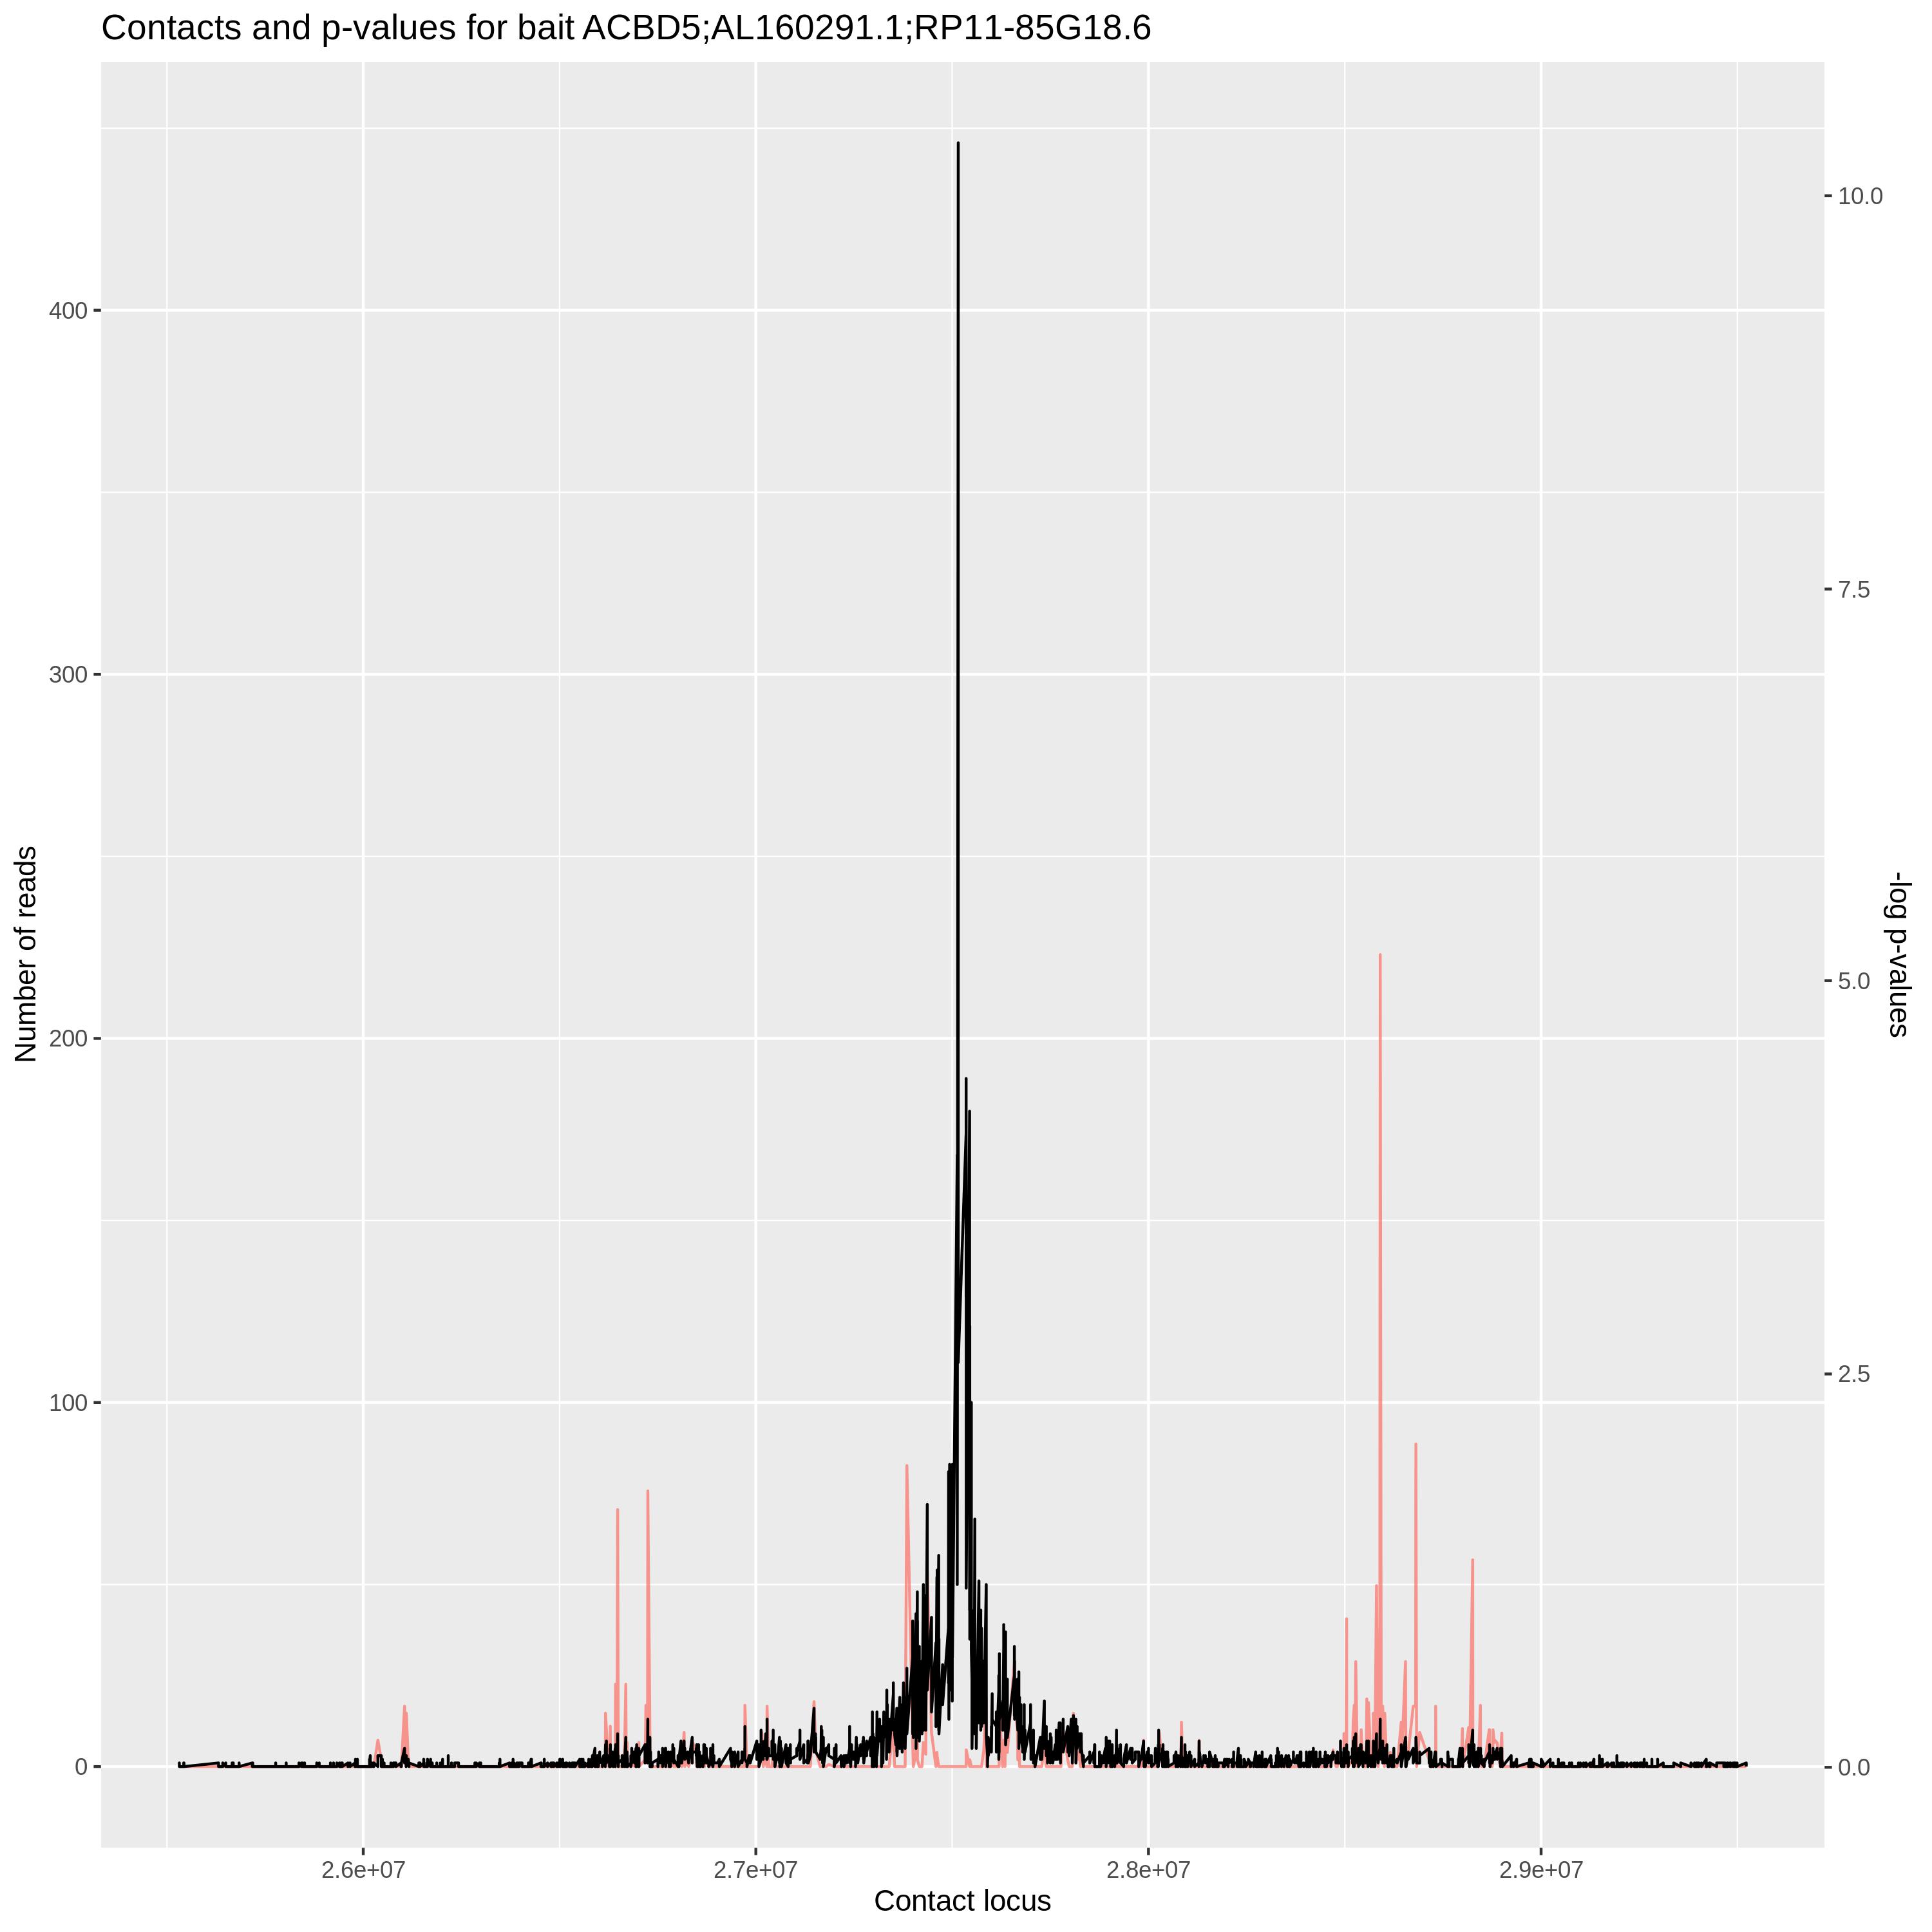 Contacts and p-values for bait ACBD5;AL160291.1;RP11-85G18.6
Number of reads
400
300
200
100
0
10.0
7.5
5.0
2.5
0.0
-log p-values
2.6e+07 2.7e+07 2.8e+07 2.9e+07
Contact locus